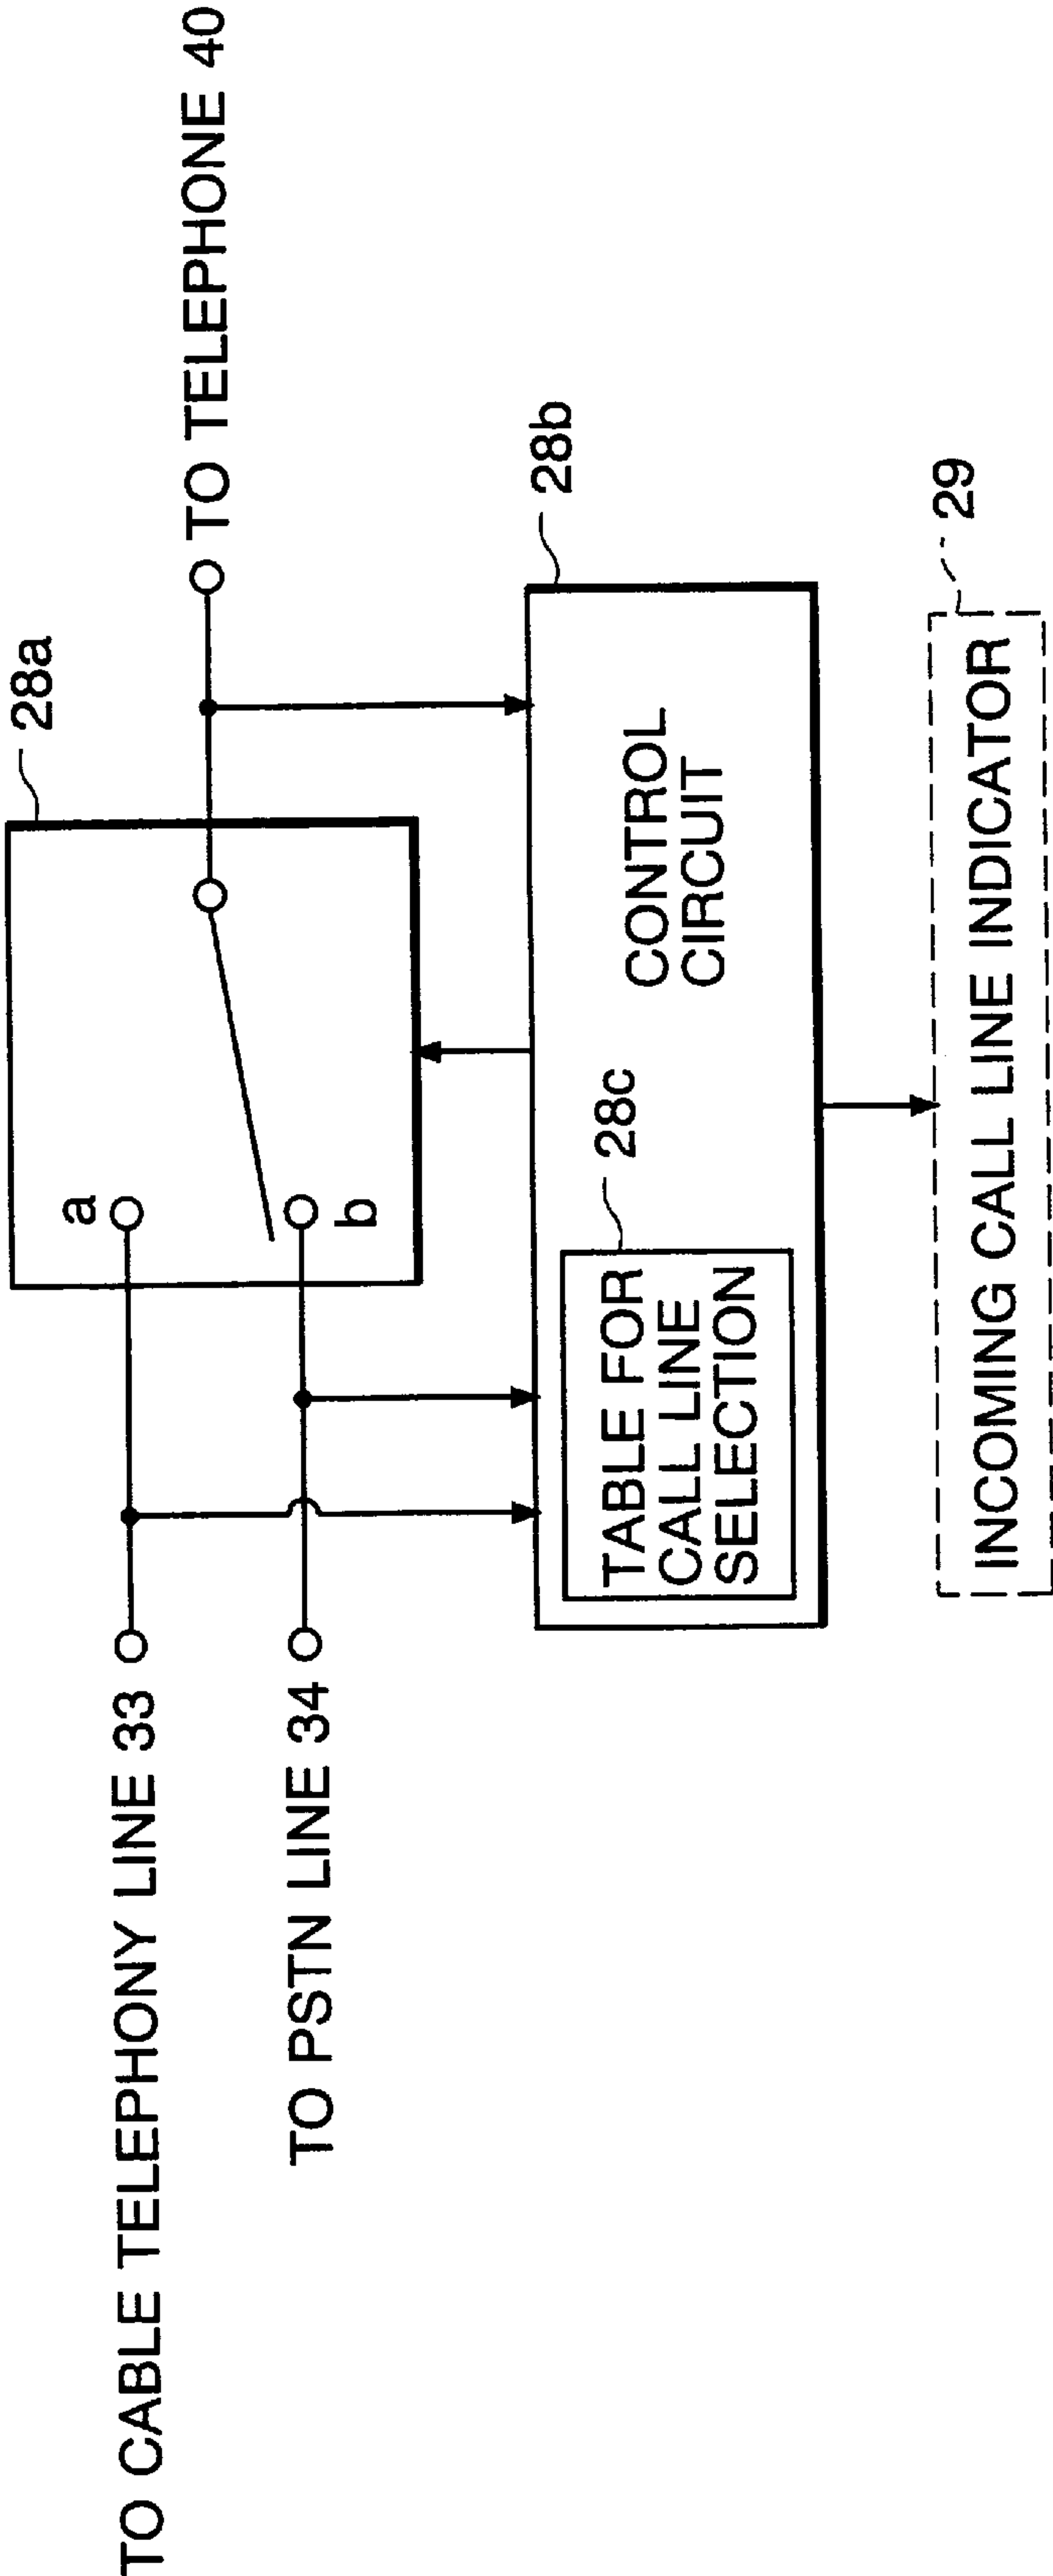 28a
TO CABLE TELEPHONY LINE 33
a
TO TELEPHONE 40
TO PSTN LINE 34
b
28b
28c
TABLE FOR
CALL LINE
SELECTION
CONTROL
CIRCUIT
29
INCOMING CALL LINE INDICATOR